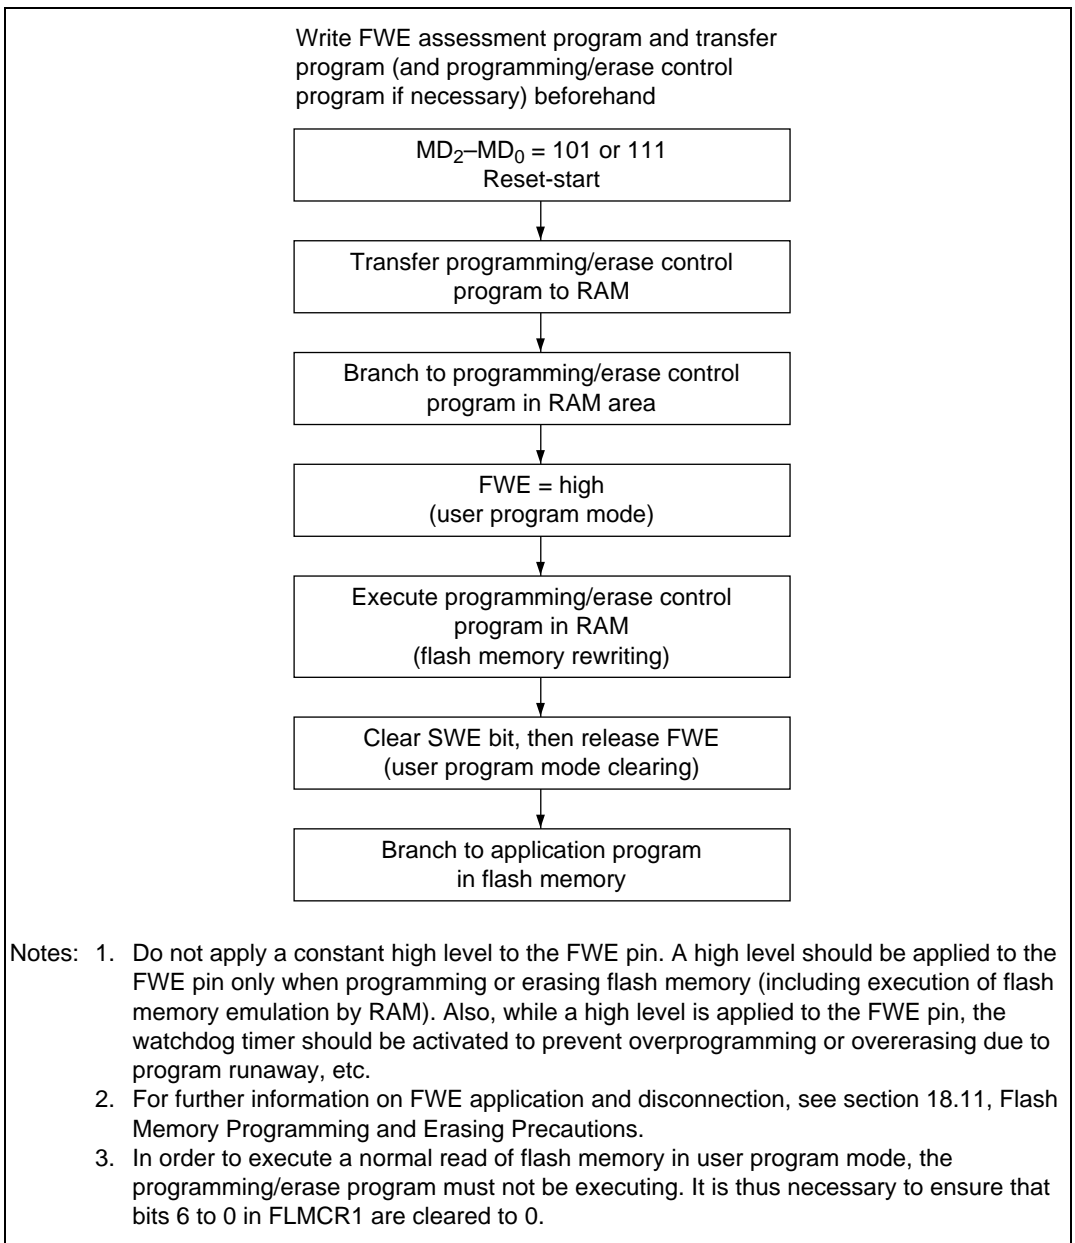 Write FWE assessment program and transfer
program (and programming/erase control
program if necessary) beforehand
MD₂–MD₀ = 101 or 111
Reset-start
Transfer programming/erase control
program to RAM
Branch to programming/erase control
program in RAM area
FWE = high
(user program mode)
Execute programming/erase control
program in RAM
(flash memory rewriting)
Clear SWE bit, then release FWE
(user program mode clearing)
Branch to application program
in flash memory
Notes: 1. Do not apply a constant high level to the FWE pin. A high level should be applied to the
FWE pin only when programming or erasing flash memory (including execution of flash
memory emulation by RAM). Also, while a high level is applied to the FWE pin, the
watchdog timer should be activated to prevent overprogramming or overerasing due to
program runaway, etc.
2. For further information on FWE application and disconnection, see section 18.11, Flash
Memory Programming and Erasing Precautions.
3. In order to execute a normal read of flash memory in user program mode, the
programming/erase program must not be executing. It is thus necessary to ensure that
bits 6 to 0 in FLMCR1 are cleared to 0.